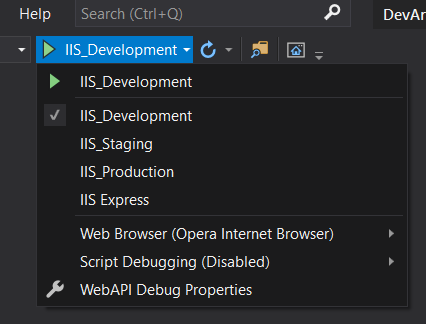 Help
Search (Ctrl+Q)
DevAr
IIS_Development
IIS_Development
IIS_Development
IIS_Staging
IIS_Production
IIS Express
Web Browser (Opera Internet Browser)
Script Debugging (Disabled)
WebAPI Debug Properties